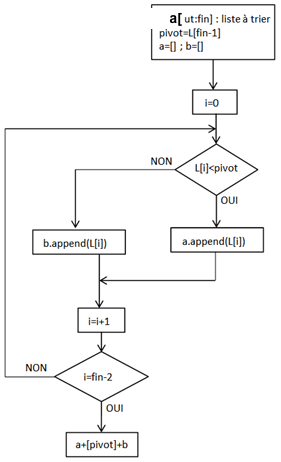 a[ ut:fin] : liste à trier
pivot=L[fin-1]
a=[] ; b=[]
i=0
L[i]<pivot
NON
OUI
b.append(L[i])
a.append(L[i])
i=i+1
NON
i=fin-2
OUI
a+[pivot]+b